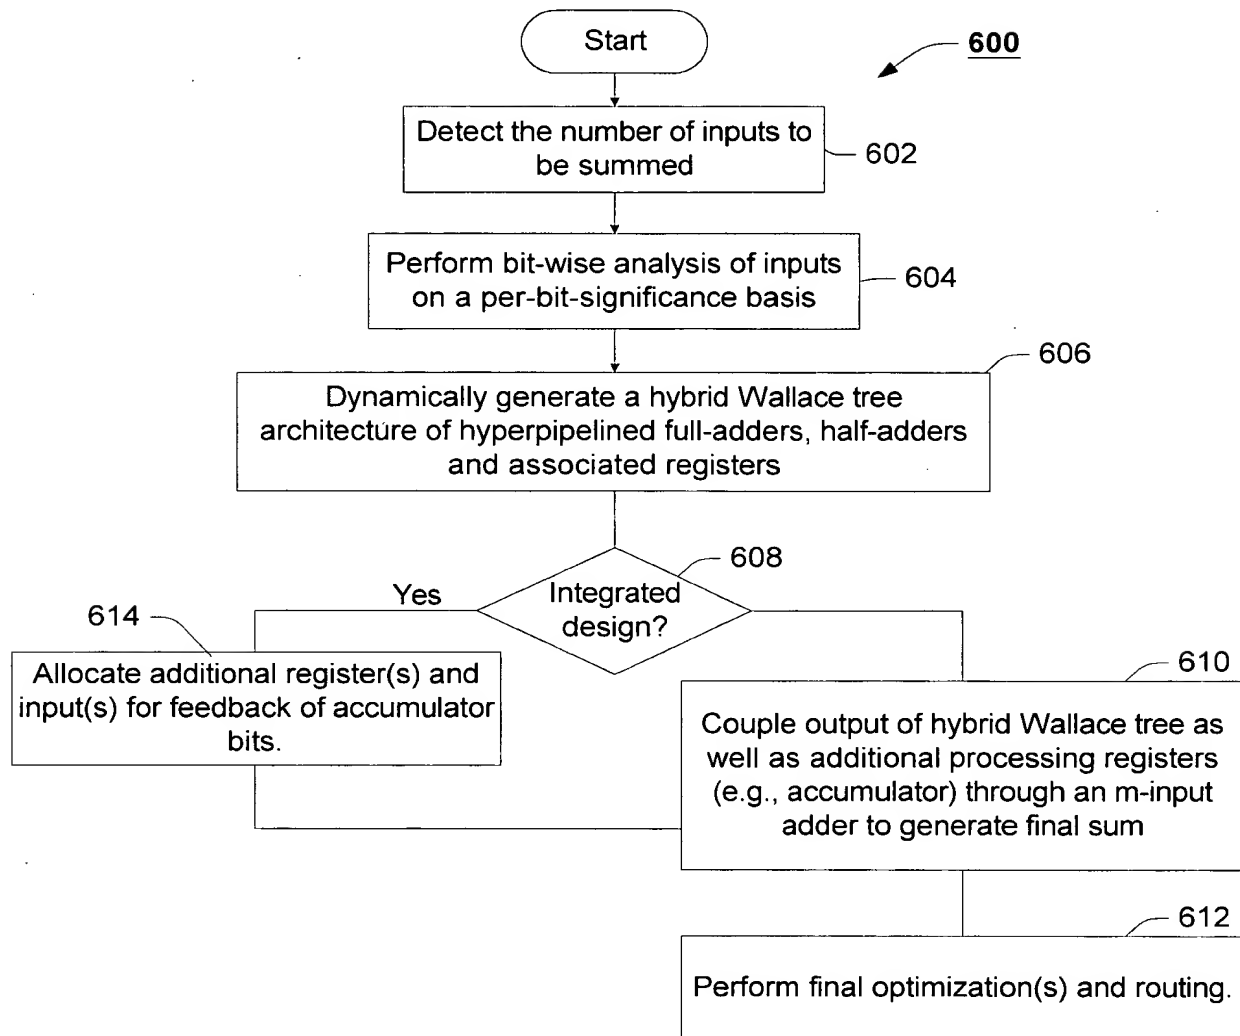 Start
600
Detect the number of inputs to
be summed
602
Perform bit-wise analysis of inputs
on a per-bit-significance basis
604
606
Dynamically generate a hybrid Wallace tree
architecture of hyperpipelined full-adders, half-adders
and associated registers
608
Integrated
design?
Yes
614
Allocate additional register(s) and
input(s) for feedback of accumulator
bits.
610
Couple output of hybrid Wallace tree as
well as additional processing registers
(e.g., accumulator) through an m-input
adder to generate final sum
612
Perform final optimization(s) and routing.